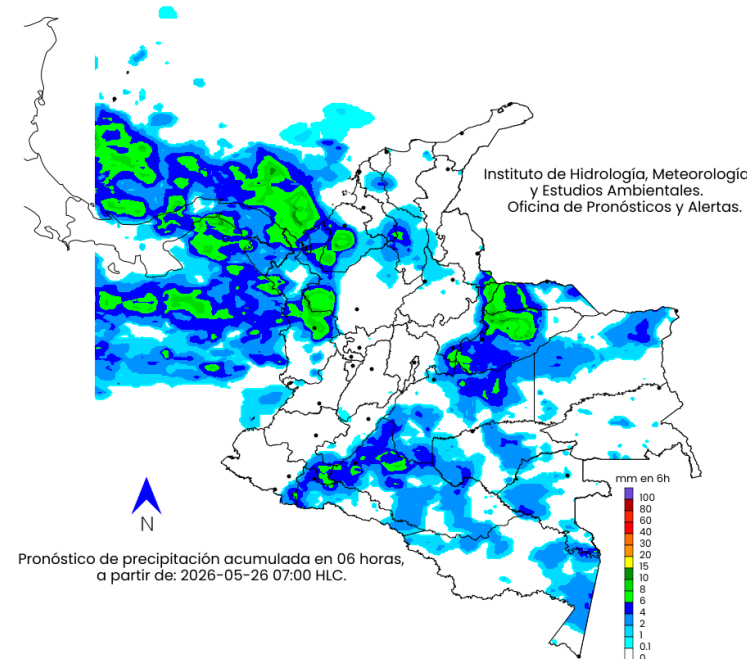 Instituto de Hidrología, Meteorología
y Estudios Ambientales.
Oficina de Pronósticos y Alertas.
mm en 6h
100
80
60
40
30
20
15
10
8
6
4
2
1
0.1
0
N
Pronóstico de precipitación acumulada en 06 horas,
a partir de: 2026-05-26 07:00 HLC.